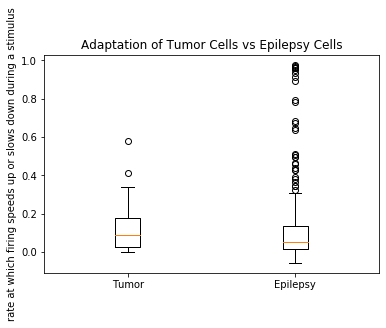 Adaptation of Tumor Cells vs Epilepsy Cells
rate at which firing speeds up or slows down during a stimulus
1.0
0.8
0.6
0.4
0.2
0.0
Tumor Epilepsy